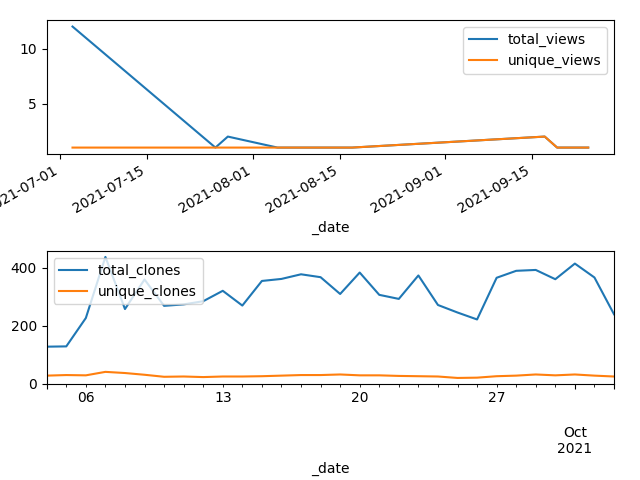 10
5
total_views
unique_views
2021-07-01
2021-07-15
2021-08-01
2021-08-15
2021-09-01
2021-09-15
_date
400
200
0
total_clones
unique_clones
06
13
20
27
Oct
2021
_date